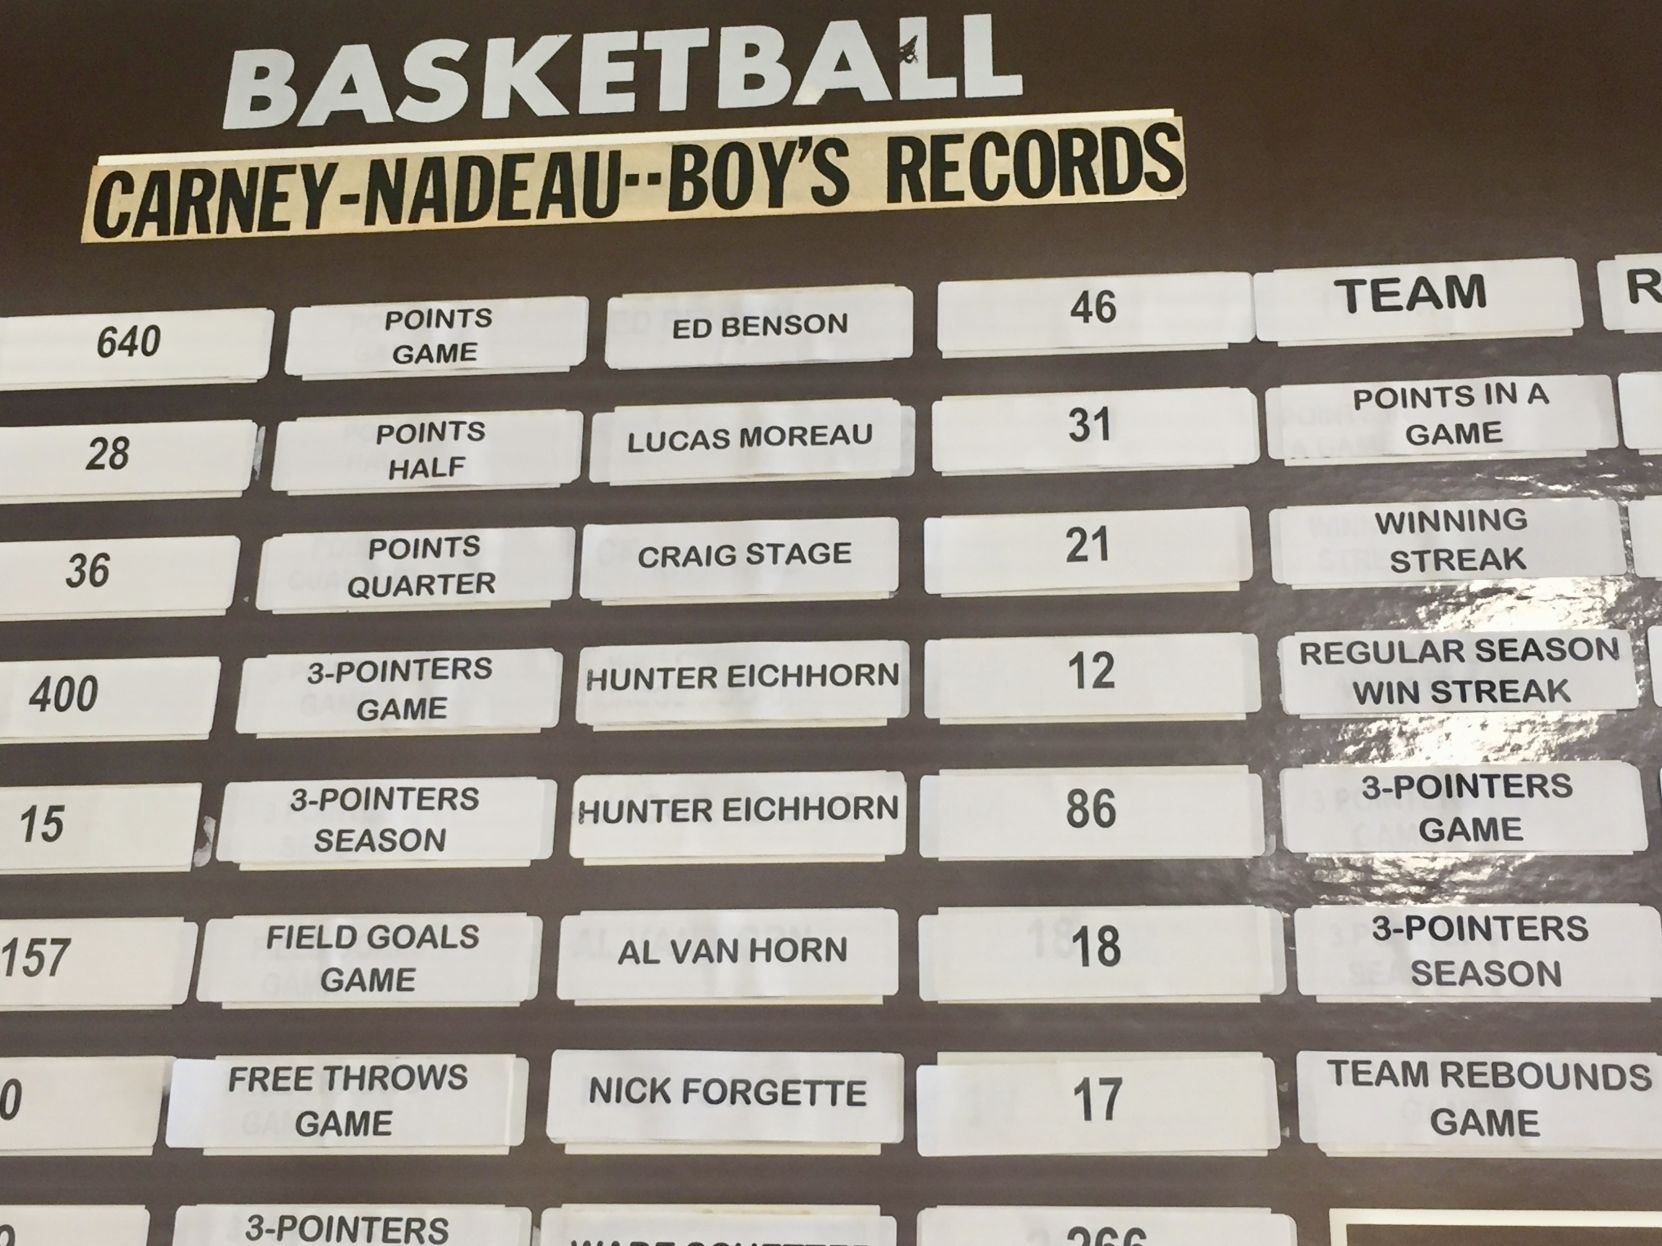 BASKETBALL
CARNEY-NADEAU--BOY'S RECORDS
640
POINTS
GAME
ED BENSON
46
TEAM
28
POINTS
HALF
LUCAS MOREAU
31
POINTS IN A
GAME
36
POINTS
QUARTER
CRAIG STAGE
21
WINNING
STREAK
400
3-POINTERS
GAME
HUNTER EICHHORN
12
REGULAR SEASON
WIN STREAK
15
3-POINTERS
SEASON
HUNTER EICHHORN
86
3-POINTERS
GAME
157
FIELD GOALS
GAME
AL VAN HORN
18
3-POINTERS
SEASON
0
FREE THROWS
GAME
NICK FORGETTE
17
TEAM REBOUNDS
GAME
3-POINTERS
266